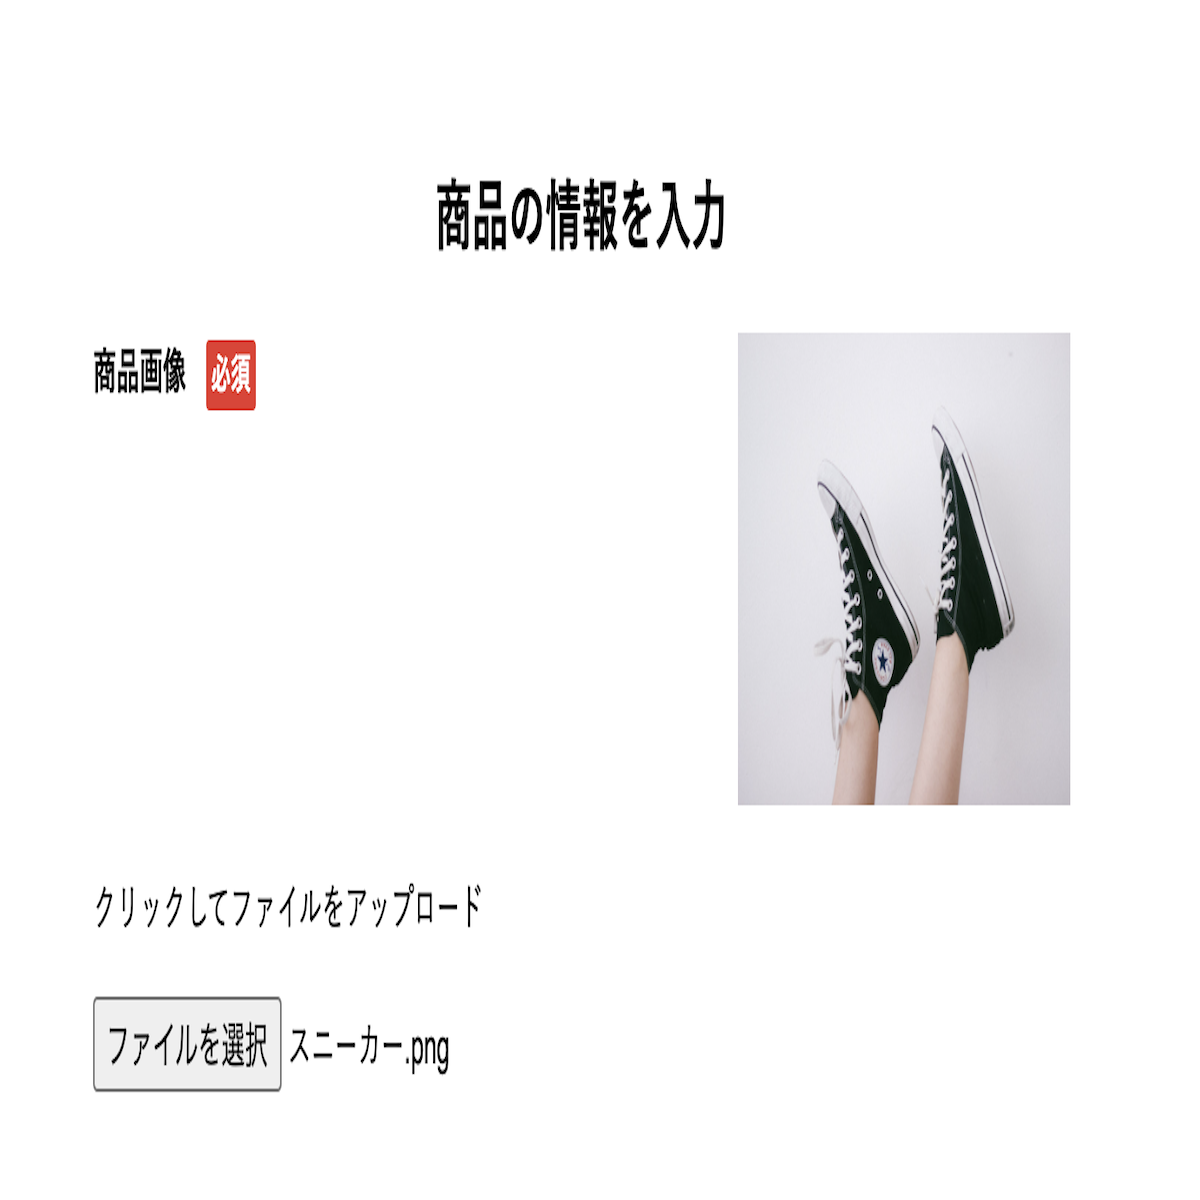 商品の情報を入力
商品画像 必須
クリックしてファイルをアップロード
ファイルを選択 スニーカー.png